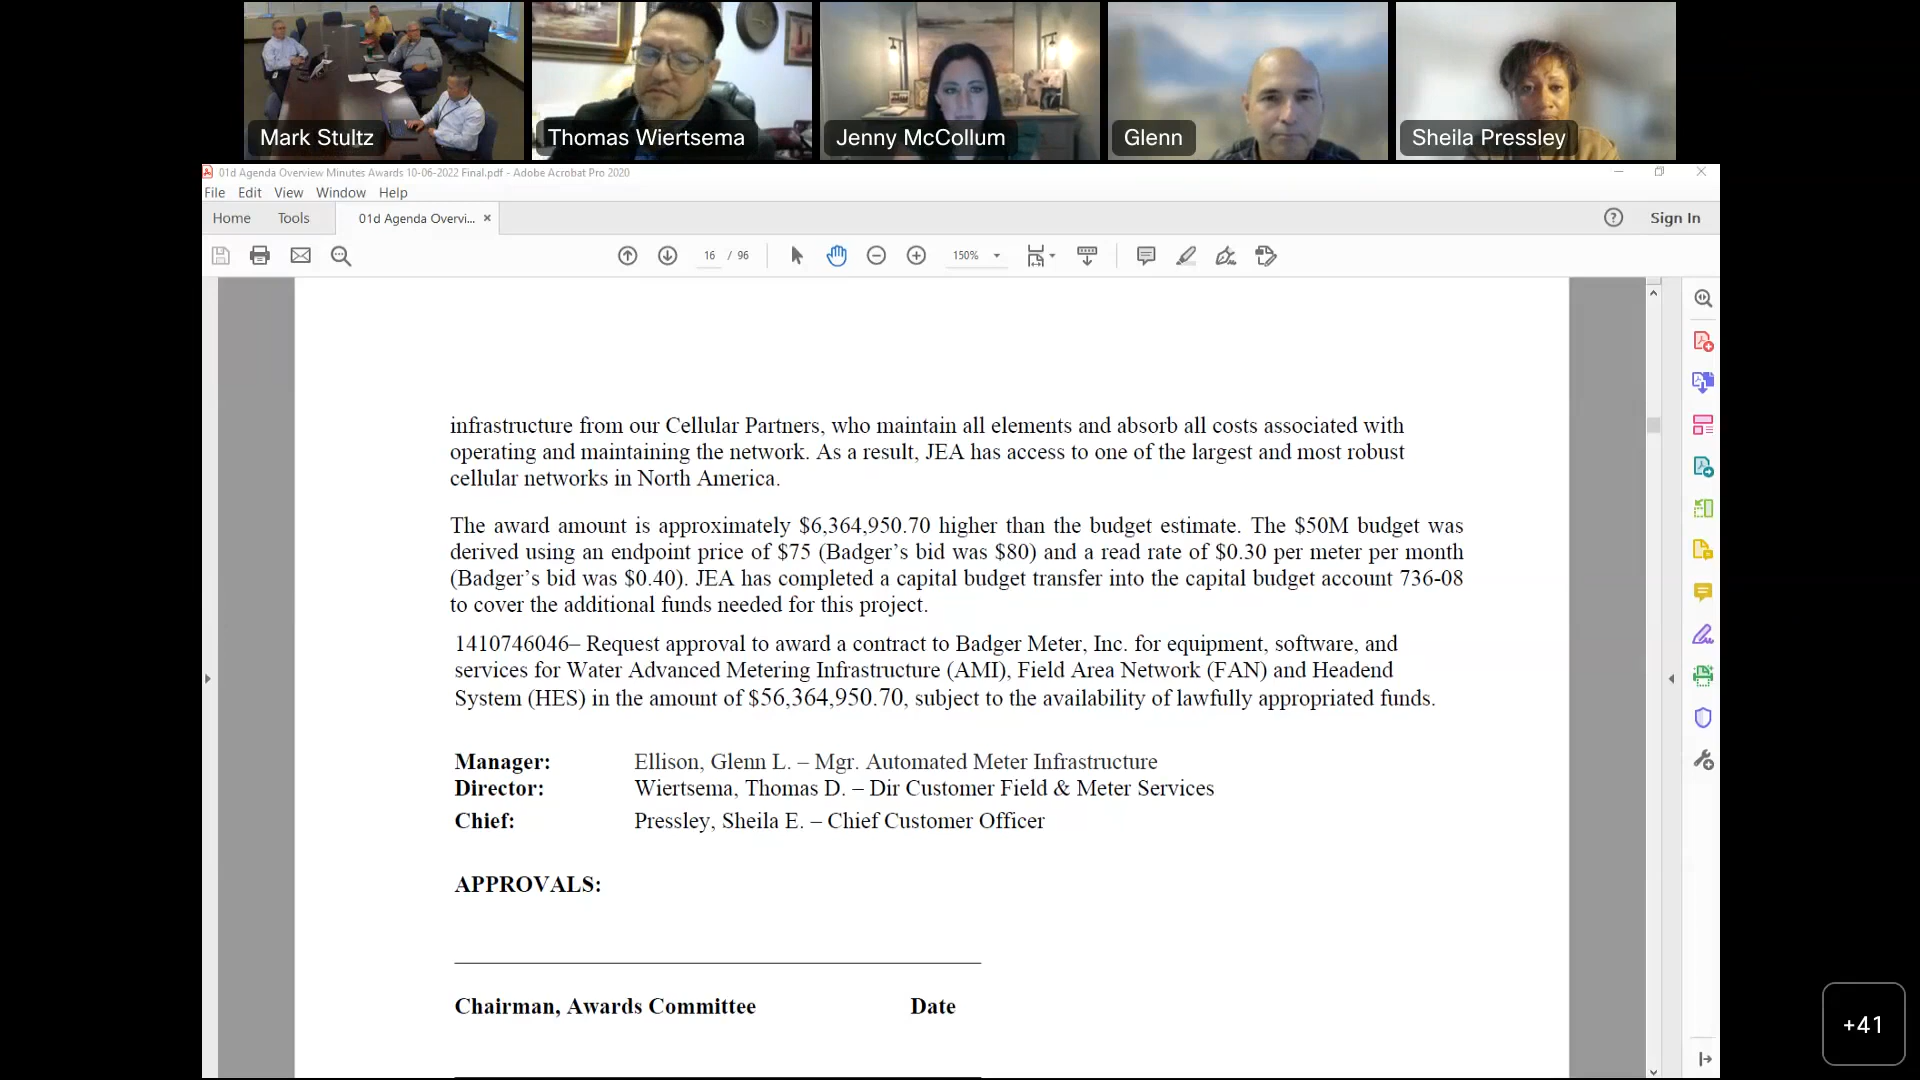 Mark Stultz
Thomas Wiertsema
Jenny McCollum
Glenn
Sheila Pressley
01d Agenda Overview Minutes Awards 10-06-2022 Final.pdf - Adobe Acrobat Pro 2020
File Edit View Window Help
Home Tools 01d Agenda Overvi... × Sign In
16 / 96 150%
infrastructure from our Cellular Partners, who maintain all elements and absorb all costs associated with
operating and maintaining the network. As a result, JEA has access to one of the largest and most robust
cellular networks in North America.
The award amount is approximately $6,364,950.70 higher than the budget estimate. The $50M budget was
derived using an endpoint price of $75 (Badger’s bid was $80) and a read rate of $0.30 per meter per month
(Badger’s bid was $0.40). JEA has completed a capital budget transfer into the capital budget account 736-08
to cover the additional funds needed for this project.
1410746046– Request approval to award a contract to Badger Meter, Inc. for equipment, software, and
services for Water Advanced Metering Infrastructure (AMI), Field Area Network (FAN) and Headend
System (HES) in the amount of $56,364,950.70, subject to the availability of lawfully appropriated funds.
Manager: Ellison, Glenn L. – Mgr. Automated Meter Infrastructure
Director: Wiertsema, Thomas D. – Dir Customer Field & Meter Services
Chief: Pressley, Sheila E. – Chief Customer Officer
APPROVALS:
Chairman, Awards Committee Date
+41